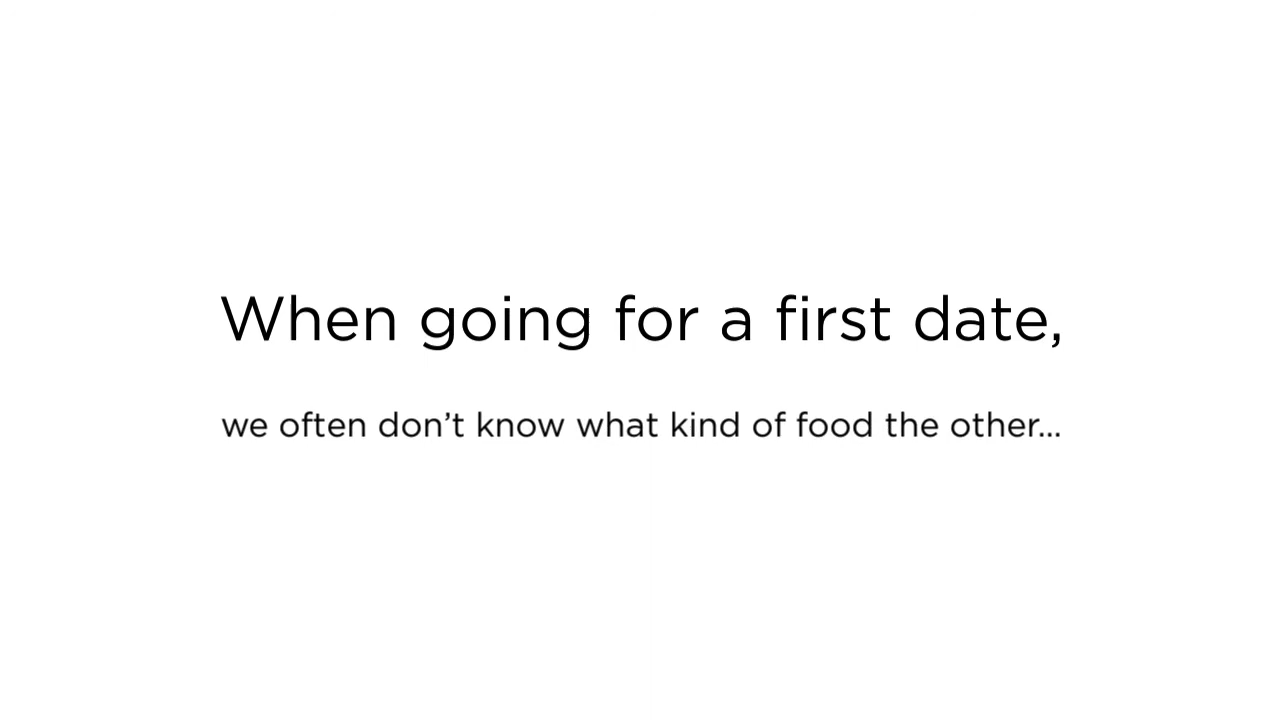 When going for a first date,
we often don’t know what kind of food the other...